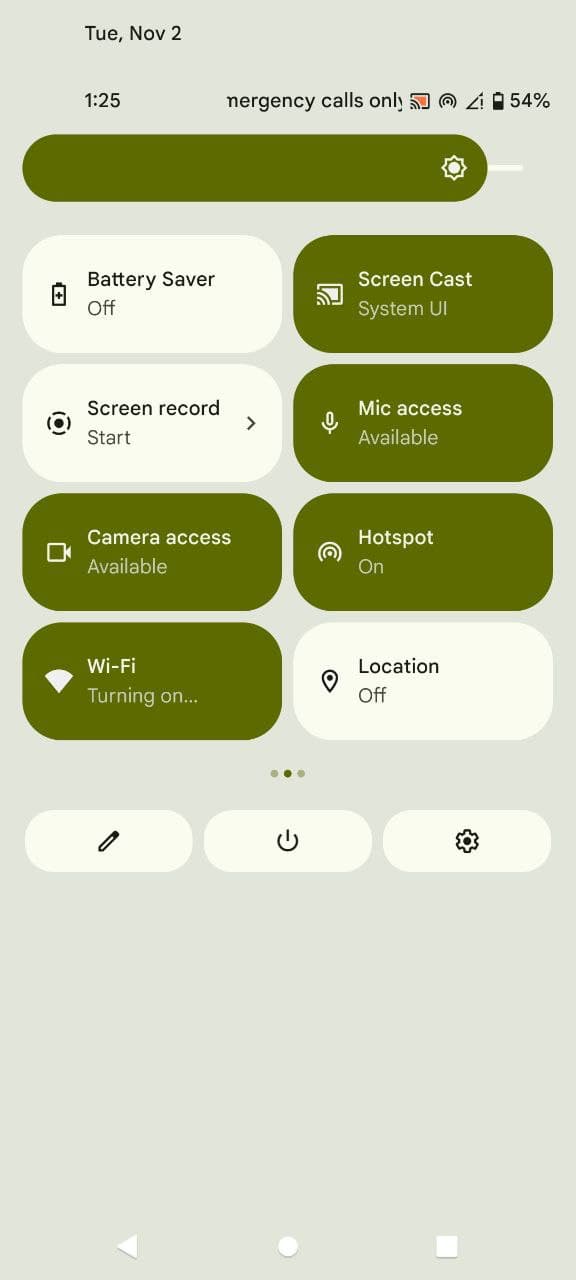 Tue, Nov 2
1:25 mergency calls only 54%
Battery Saver
Off
Screen Cast
System UI
Screen record
Start
Mic access
Available
Camera access
Available
Hotspot
On
Wi-Fi
Turning on...
Location
Off